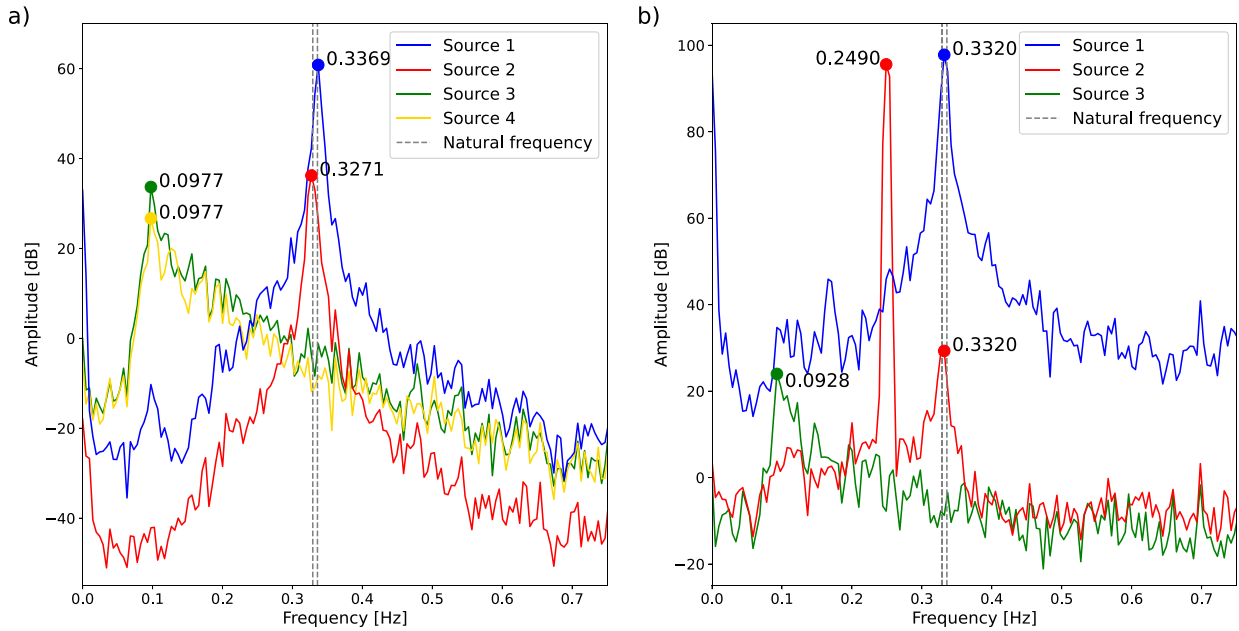 a)
60
40
20
0
−20
−40
Amplitude [dB]
0.0
0.1
0.2
0.3
0.4
0.5
0.6
0.7
Frequency [Hz]
0.3369
0.3271
0.0977
0.0977
Source 1
Source 2
Source 3
Source 4
Natural frequency
b)
100
80
60
40
20
0
−20
Amplitude [dB]
0.0
0.1
0.2
0.3
0.4
0.5
0.6
0.7
Frequency [Hz]
0.2490
0.3320
0.3320
0.0928
Source 1
Source 2
Source 3
Natural frequency